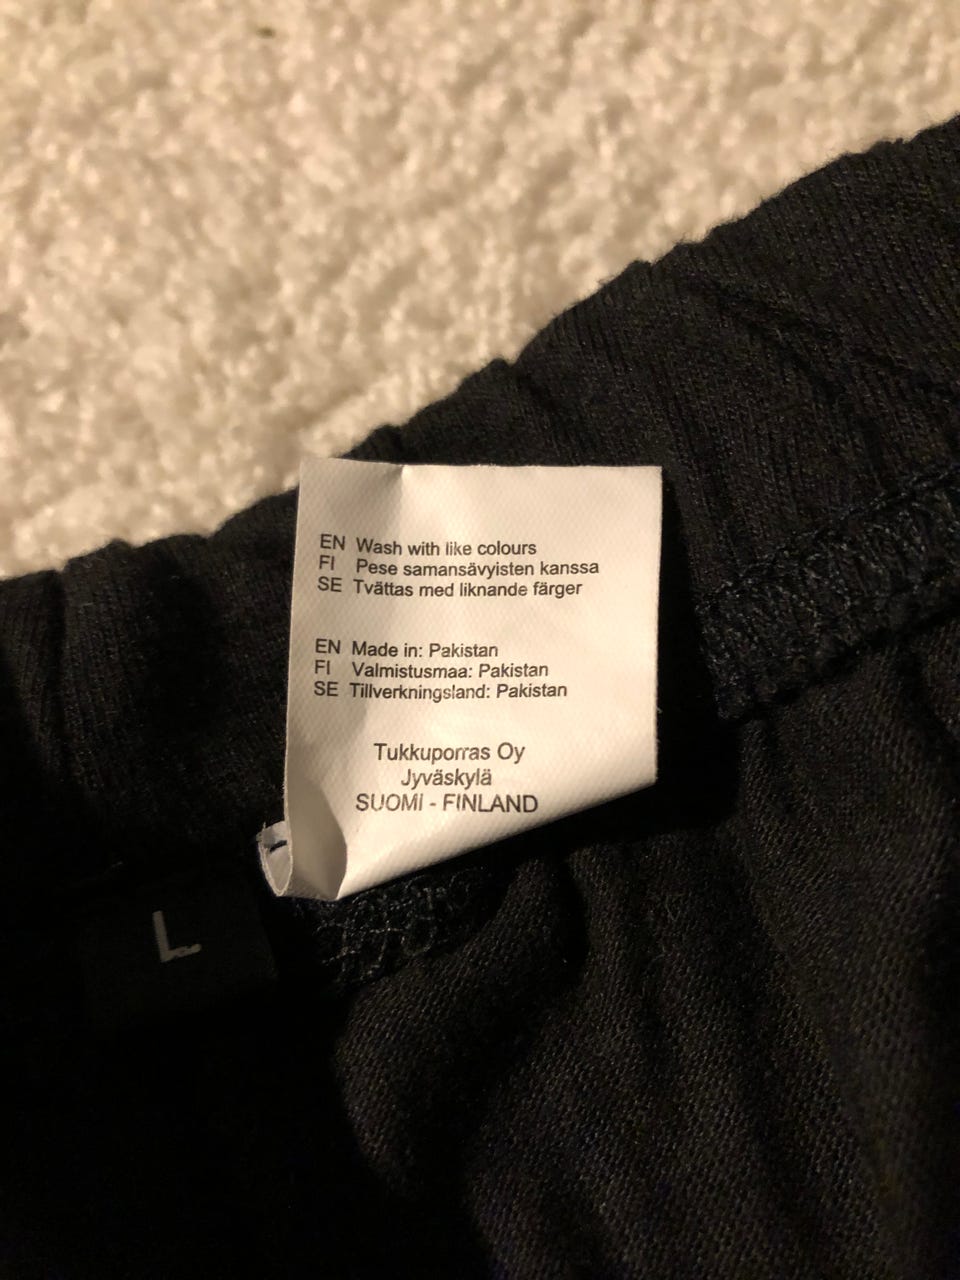 EN Wash with like colours
FI Pese samansävyisten kanssa
SE Tvättas med liknande färger
EN Made in: Pakistan
FI Valmistusmaa: Pakistan
SE Tillverkningsland: Pakistan
Tukkuporras Oy
Jyväskylä
SUOMI - FINLAND
L